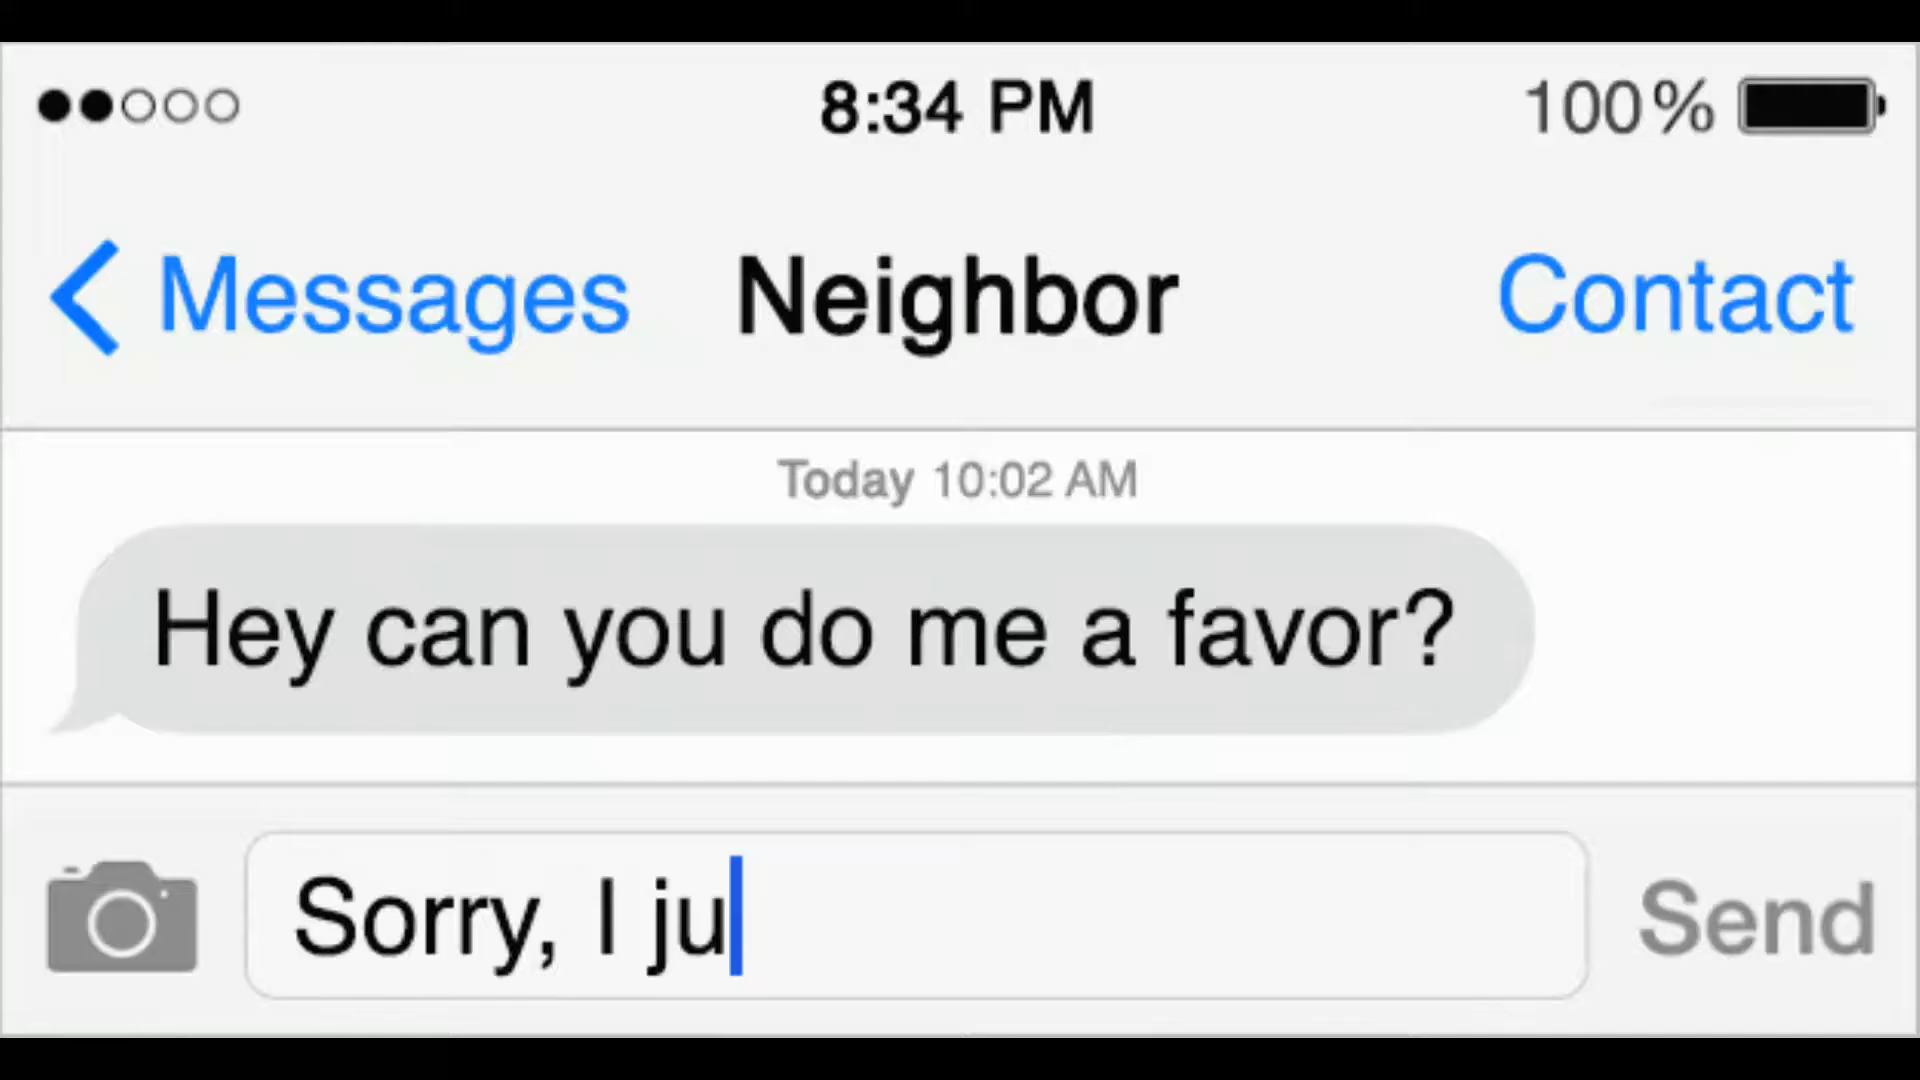 8:34 PM 100%
Messages Neighbor Contact
Today 10:02 AM
Hey can you do me a favor?
Sorry, I ju
Send